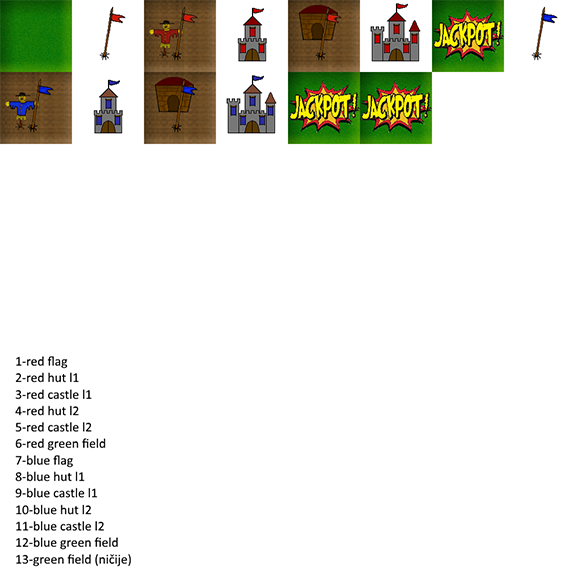 JACKPOT!
JACKPOT! JACKPOT!
1-red flag
2-red hut l1
3-red castle l1
4-red hut l2
5-red castle l2
6-red green field
7-blue flag
8-blue hut l1
9-blue castle l1
10-blue hut l2
11-blue castle l2
12-blue green field
13-green field (ničije)